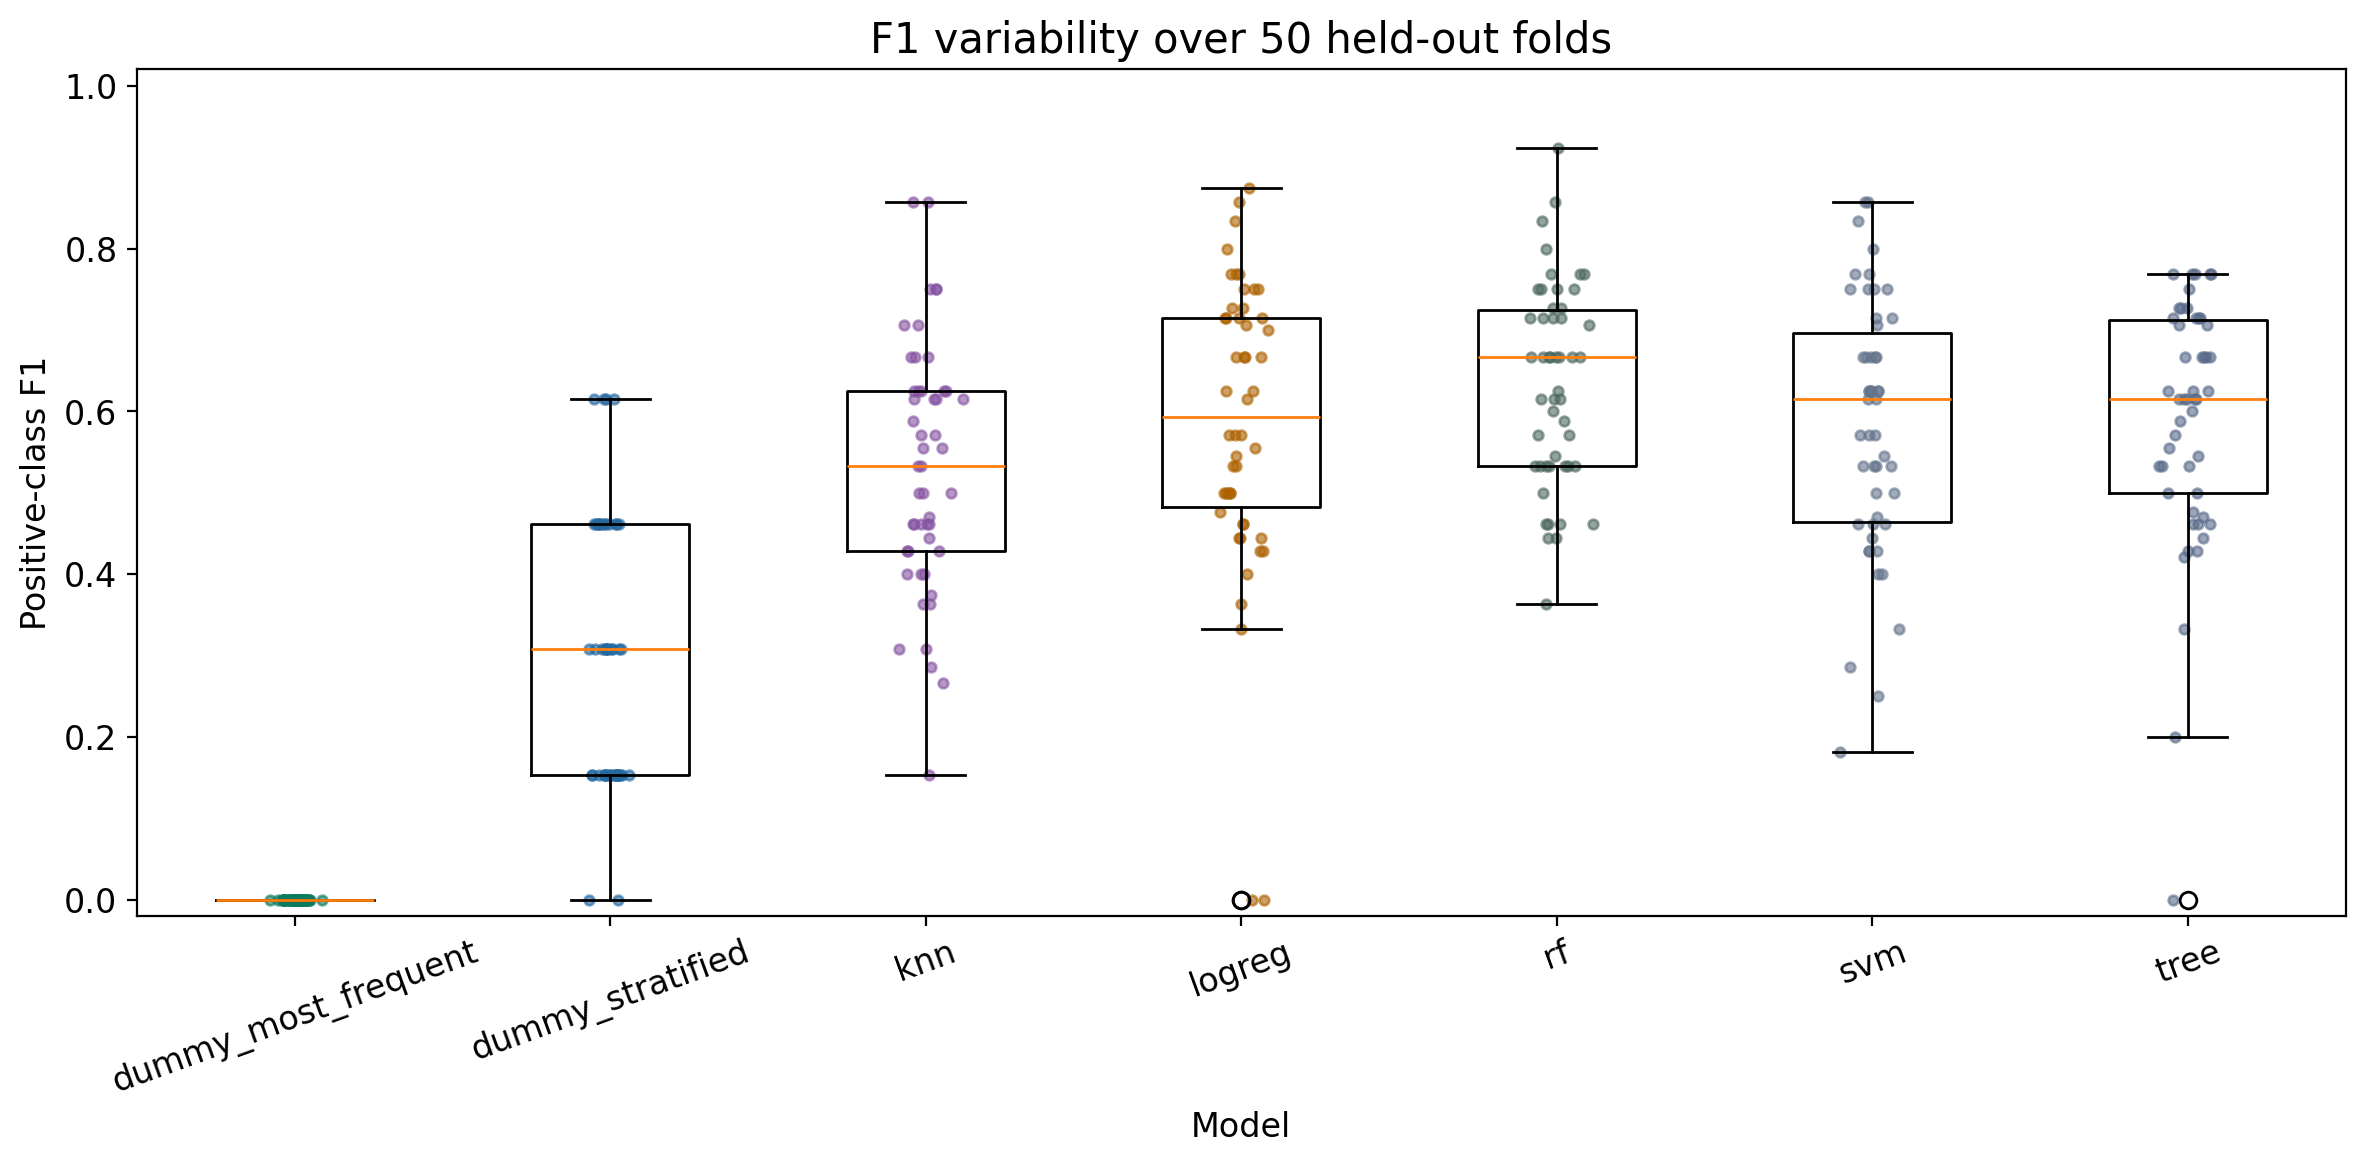 F1 variability over 50 held-out folds
Positive-class F1
1.0
0.8
0.6
0.4
0.2
0.0
dummy_most_frequent
dummy_stratified
knn
logreg
rf
svm
tree
Model